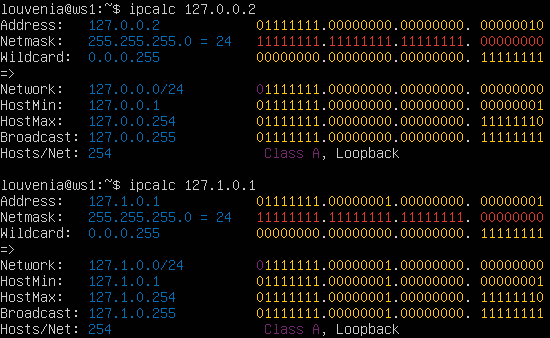 louvenia@ws1:~$ ipcalc 127.0.0.2
Address:   127.0.0.2            01111111.00000000.00000000. 00000010
Netmask:   255.255.255.0 = 24   11111111.11111111.11111111. 00000000
Wildcard:  0.0.0.255            00000000.00000000.00000000. 11111111
=>
Network:   127.0.0.0/24         01111111.00000000.00000000. 00000000
HostMin:   127.0.0.1            01111111.00000000.00000000. 00000001
HostMax:   127.0.0.254          01111111.00000000.00000000. 11111110
Broadcast: 127.0.0.255          01111111.00000000.00000000. 11111111
Hosts/Net: 254                   Class A, Loopback
louvenia@ws1:~$ ipcalc 127.1.0.1
Address:   127.1.0.1            01111111.00000001.00000000. 00000001
Netmask:   255.255.255.0 = 24   11111111.11111111.11111111. 00000000
Wildcard:  0.0.0.255            00000000.00000000.00000000. 11111111
=>
Network:   127.1.0.0/24         01111111.00000001.00000000. 00000000
HostMin:   127.1.0.1            01111111.00000001.00000000. 00000001
HostMax:   127.1.0.254          01111111.00000001.00000000. 11111110
Broadcast: 127.1.0.255          01111111.00000001.00000000. 11111111
Hosts/Net: 254                   Class A, Loopback